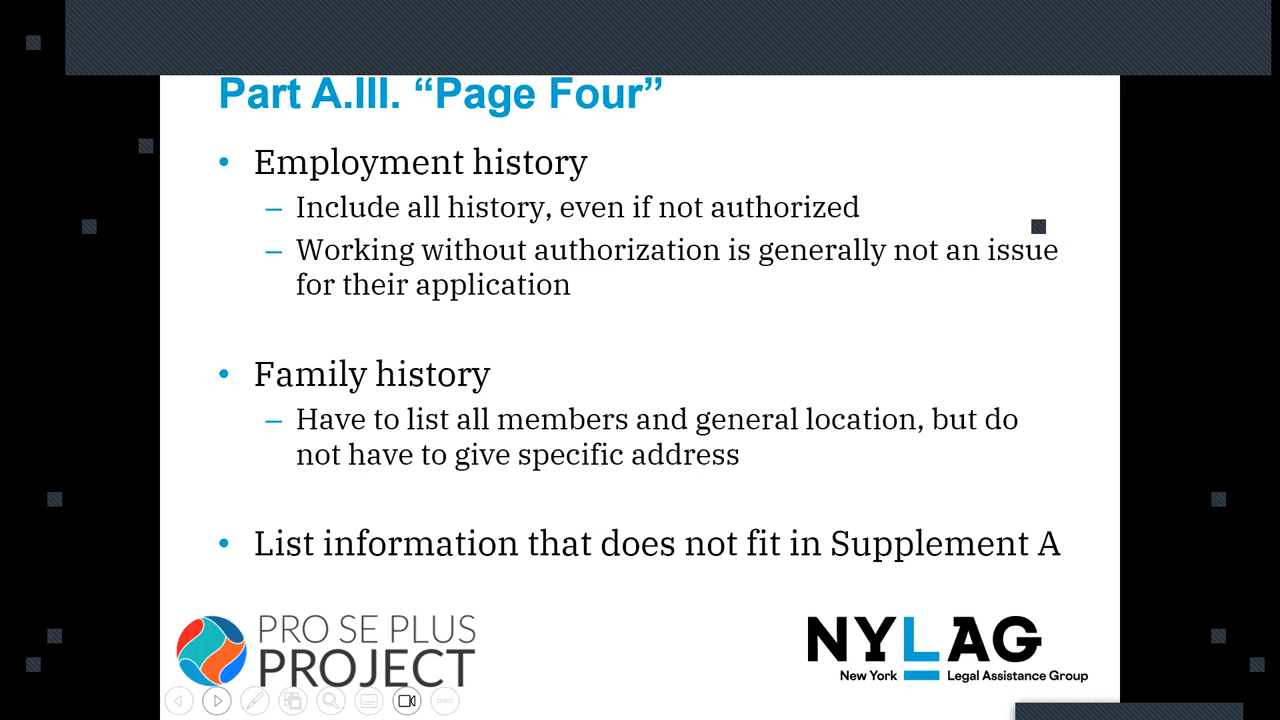 Part A.III. “Page Four”
• Employment history
– Include all history, even if not authorized
– Working without authorization is generally not an issue
for their application
• Family history
– Have to list all members and general location, but do
not have to give specific address
• List information that does not fit in Supplement A
PRO SE PLUS
PROJECT
NYLAG
New York Legal Assistance Group